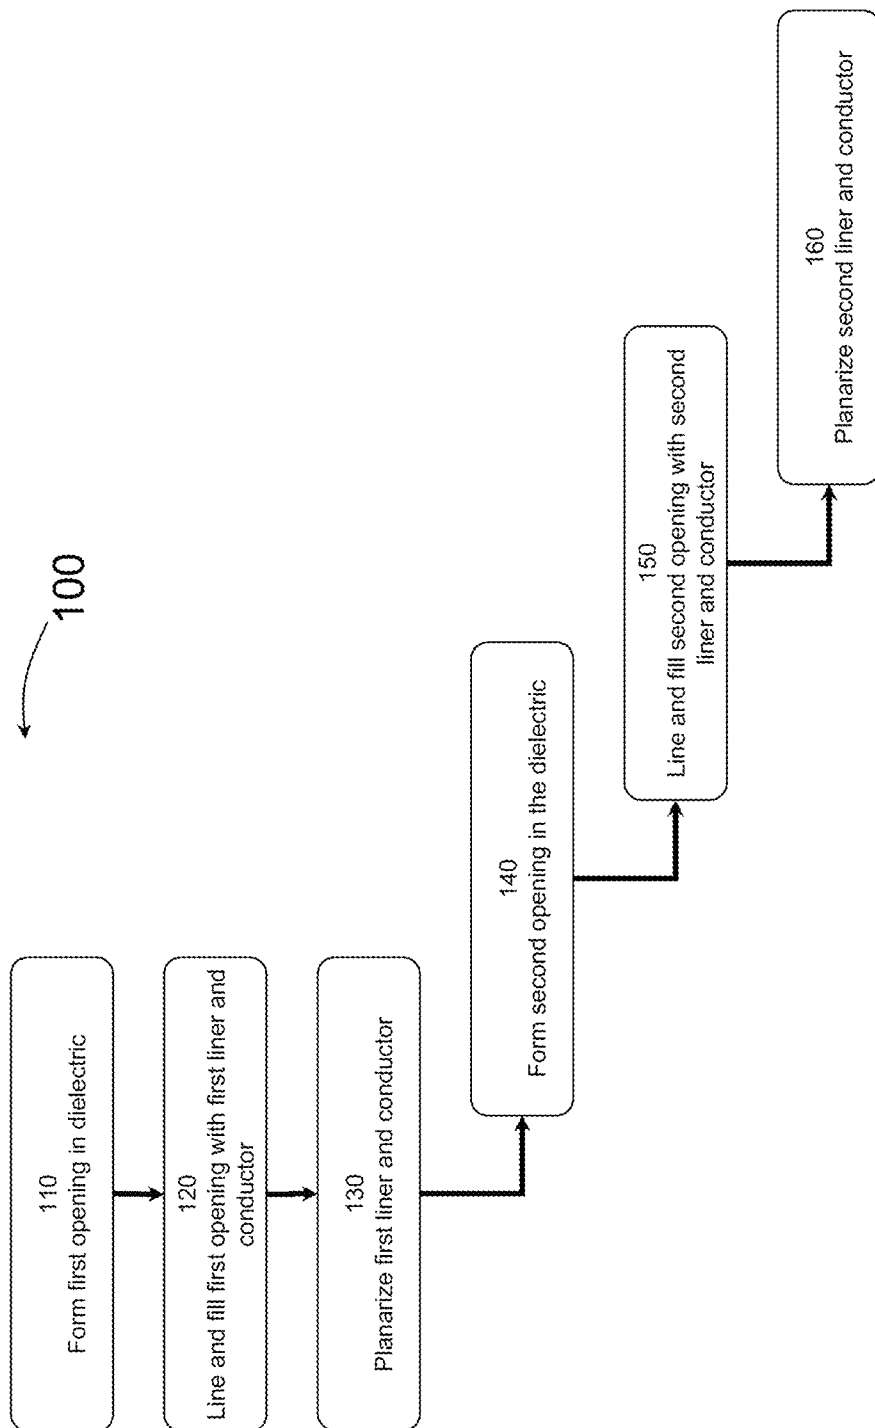 100
110
Form first opening in dielectric
120
Line and fill first opening with first liner and
conductor
130
Planarize first liner and conductor
140
Form second opening in the dielectric
150
Line and fill second opening with second
liner and conductor
160
Planarize second liner and conductor